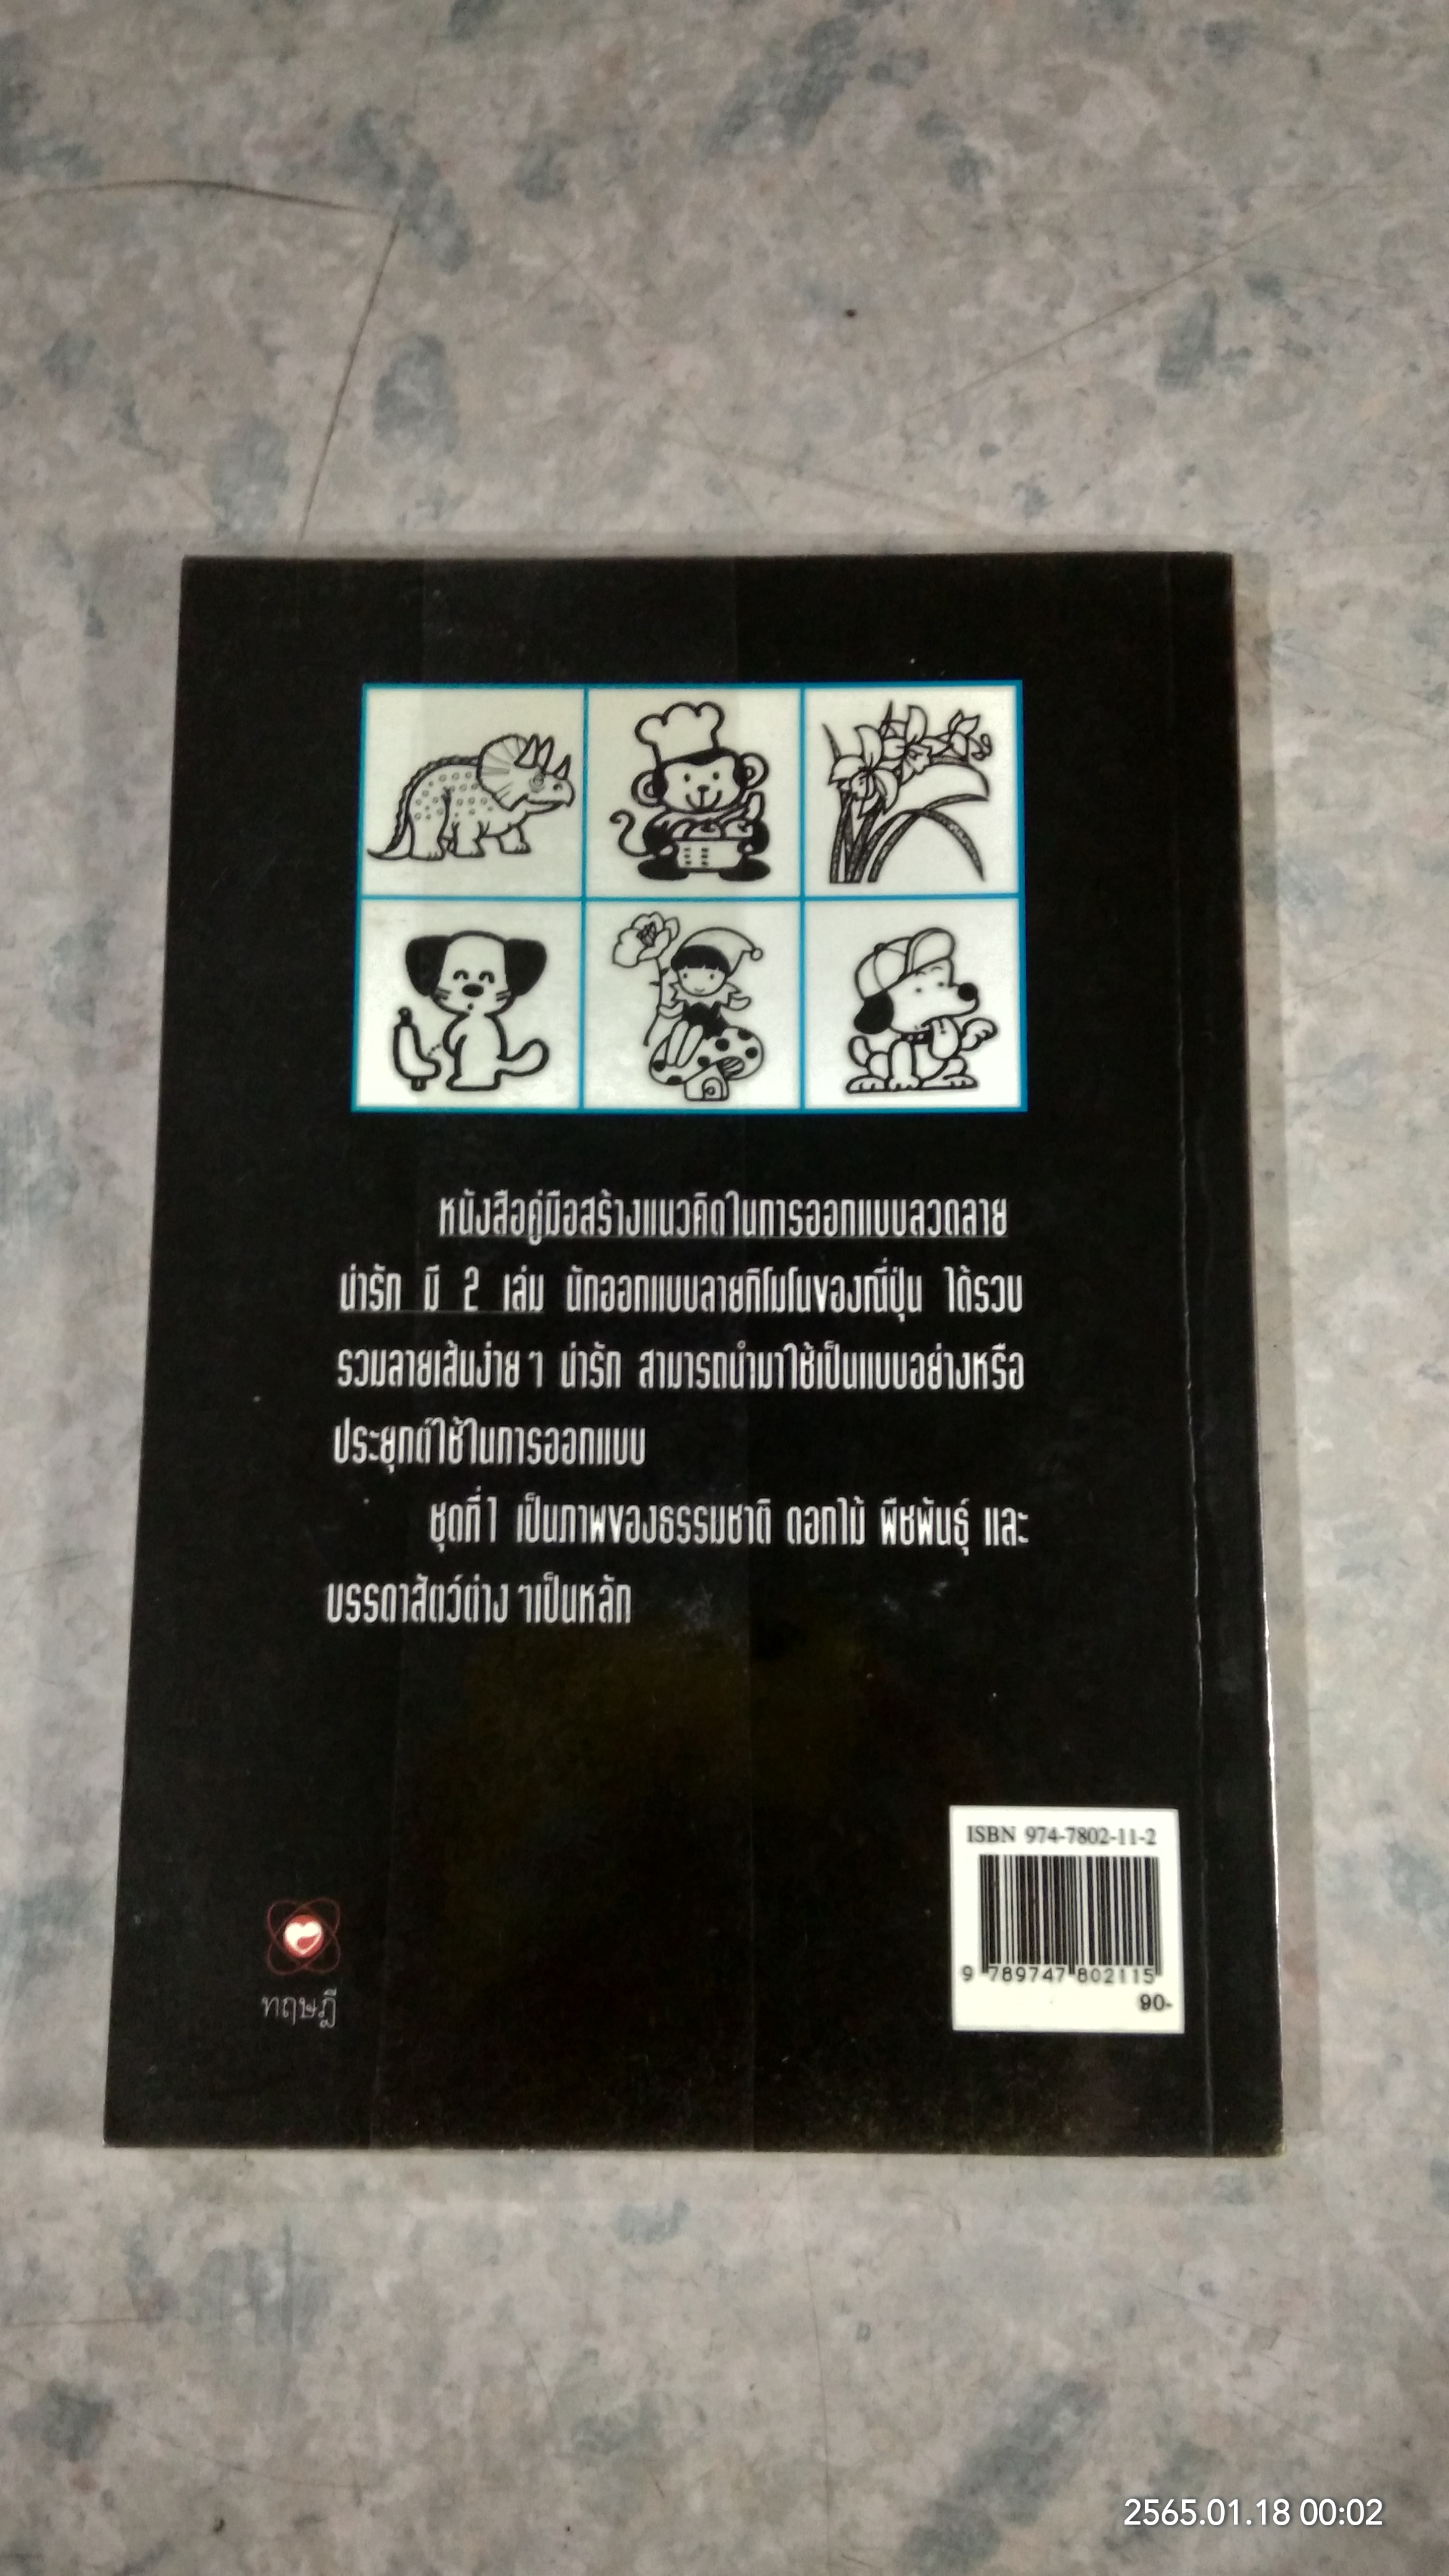 หนังสือคู่มือสร้างแนวคิดในการออกแบบลวดลาย
น่ารัก มี 2 เล่ม นักออกแบบลายกิโมโนของญี่ปุ่น ได้รวบ
รวมลายเส้นง่าย ๆ น่ารัก สามารถนำมาใช้เป็นแบบอย่างหรือ
ประยุกต์ใช้ในการออกแบบ
ชุดที่ 1 เป็นภาพของธรรมชาติ ดอกไม้ พืชพันธุ์ และ
บรรดาสัตว์ต่าง ๆเป็นหลัก
ISBN 974-7802-11-2
9 789747 802115
90-
ทฤษฎี
2565.01.18 00:02